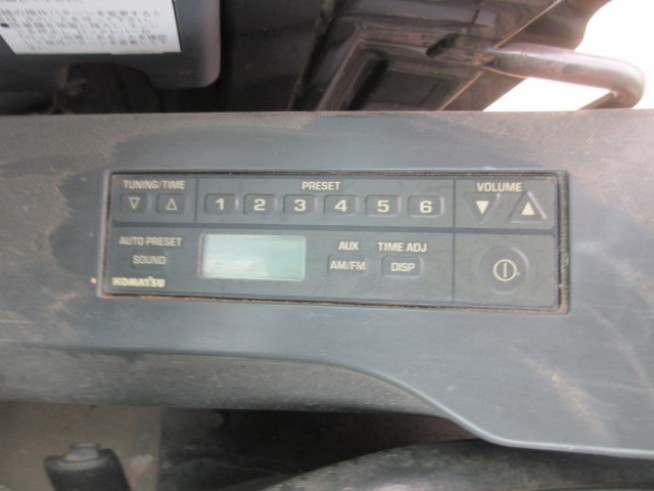 TUNING/TIME
▽ △
PRESET
1 2 3 4 5 6
VOLUME
▼ ▲
AUTO PRESET
SOUND
KOMATSU
AUX
AM/FM
TIME ADJ
DISP